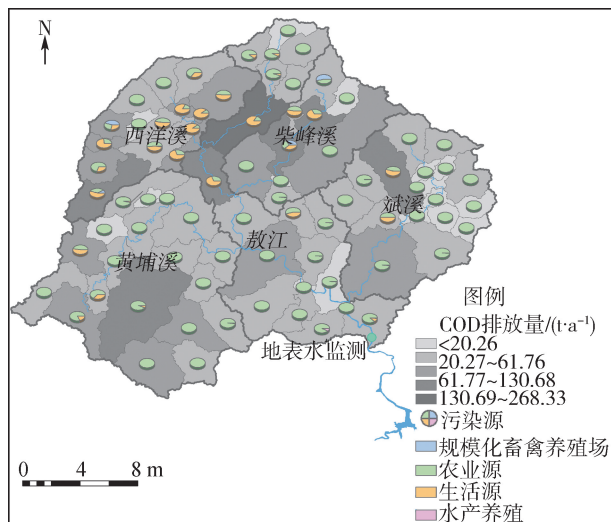 N
西洋溪
柴峰溪
斌溪
敖江
黄埔溪
地表水监测
图例
COD排放量/(t·a⁻¹)
<20.26
20.27~61.76
61.77~130.68
130.69~268.33
污染源
规模化畜禽养殖场
农业源
生活源
水产养殖
0 4 8 m